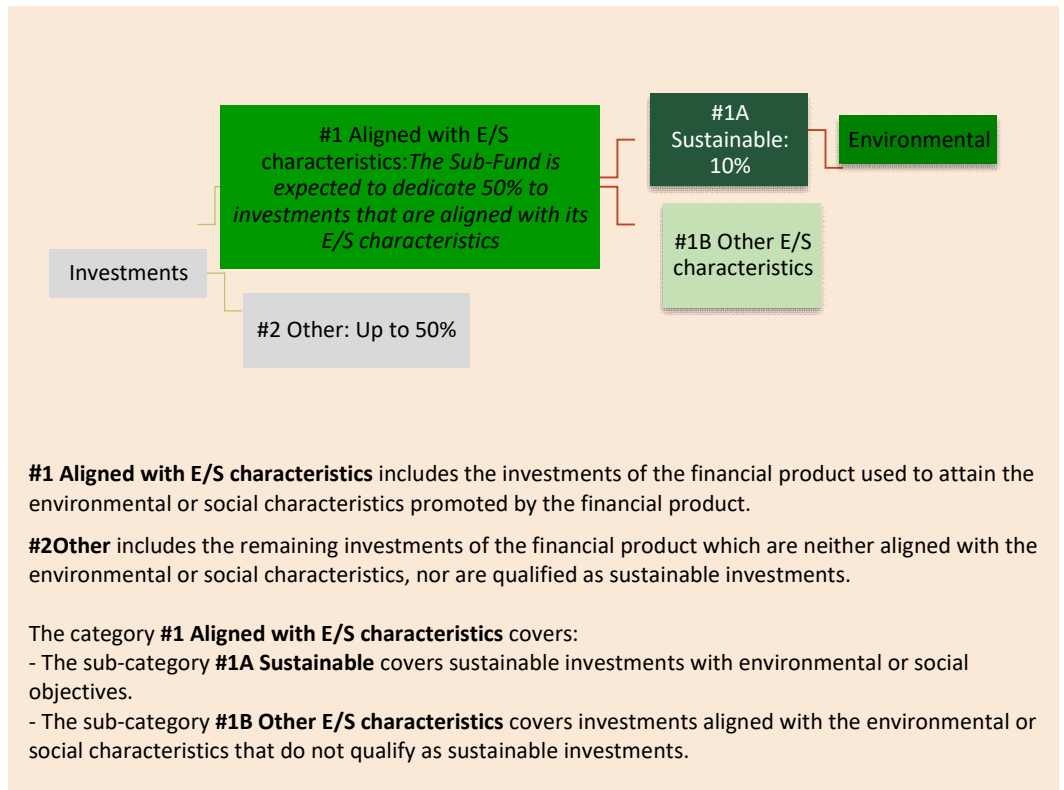 #1 Aligned with E/S
characteristics:The Sub-Fund is
expected to dedicate 50% to
investments that are aligned with its
E/S characteristics
#1A
Sustainable:
10%
Environmental
#1B Other E/S
characteristics
Investments
#2 Other: Up to 50%
#1 Aligned with E/S characteristics includes the investments of the financial product used to attain the
environmental or social characteristics promoted by the financial product.
#2Other includes the remaining investments of the financial product which are neither aligned with the
environmental or social characteristics, nor are qualified as sustainable investments.
The category #1 Aligned with E/S characteristics covers:
- The sub-category #1A Sustainable covers sustainable investments with environmental or social
objectives.
- The sub-category #1B Other E/S characteristics covers investments aligned with the environmental or
social characteristics that do not qualify as sustainable investments.